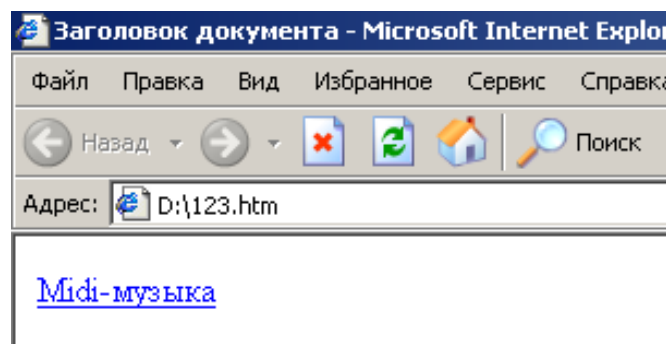 Заголовок документа - Microsoft Internet Explor
Файл Правка Вид Избранное Сервис Справка
Назад Поиск
Адрес: D:\123.htm
Midi-музыка